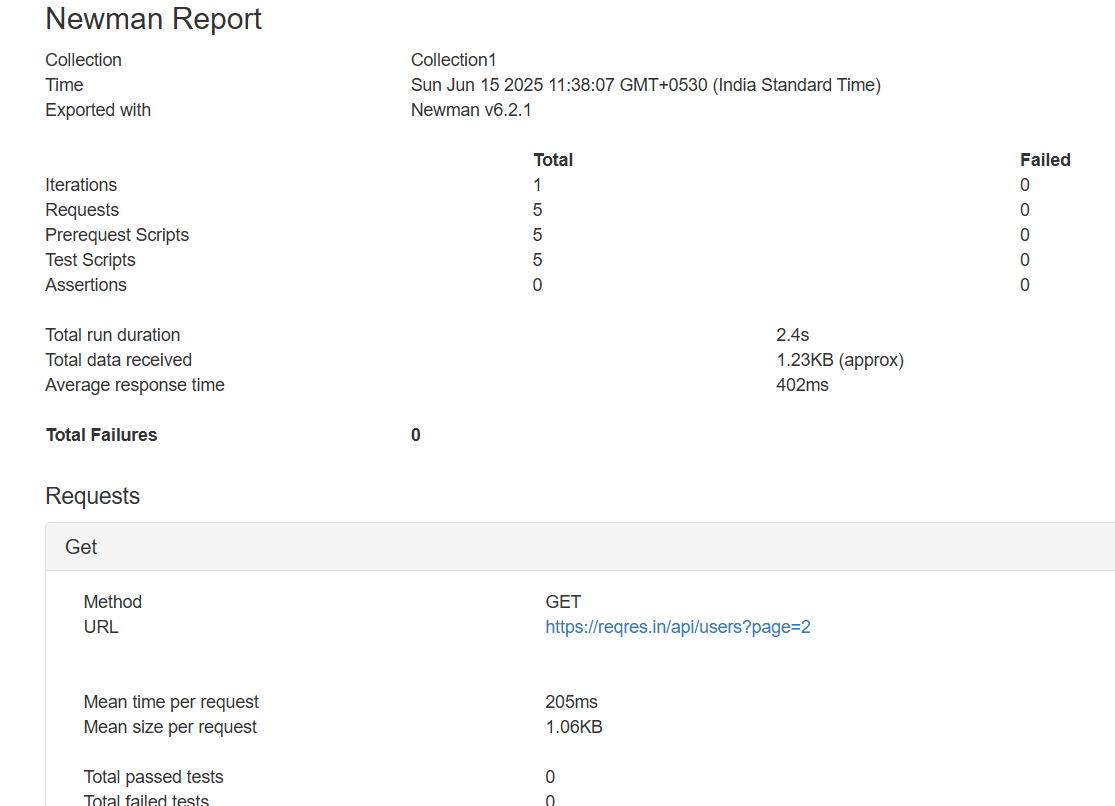 Newman Report
Collection Collection1
Time Sun Jun 15 2025 11:38:07 GMT+0530 (India Standard Time)
Exported with Newman v6.2.1
Total Failed
Iterations 1 0
Requests 5 0
Prerequest Scripts 5 0
Test Scripts 5 0
Assertions 0 0
Total run duration 2.4s
Total data received 1.23KB (approx)
Average response time 402ms
Total Failures 0
Requests
Get
Method GET
URL https://reqres.in/api/users?page=2
Mean time per request 205ms
Mean size per request 1.06KB
Total passed tests 0
Total failed tests 0